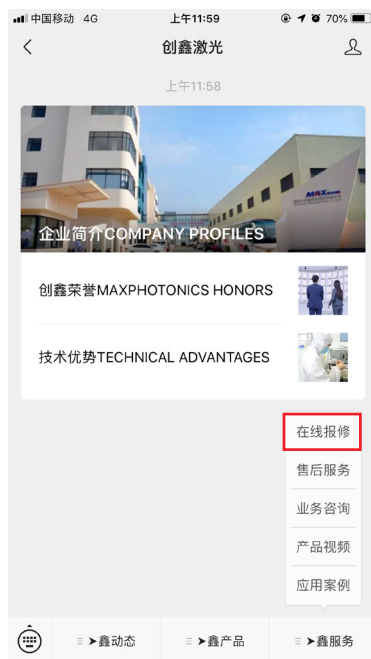 中国移动 4G 上午11:59 70%
创鑫激光
上午11:58
MAX
企业简介COMPANY PROFILES
创鑫荣誉MAXPHOTONICS HONORS
技术优势TECHNICAL ADVANTAGES
在线报修
售后服务
业务咨询
产品视频
应用案例
➤鑫动态 ➤鑫产品 ➤鑫服务